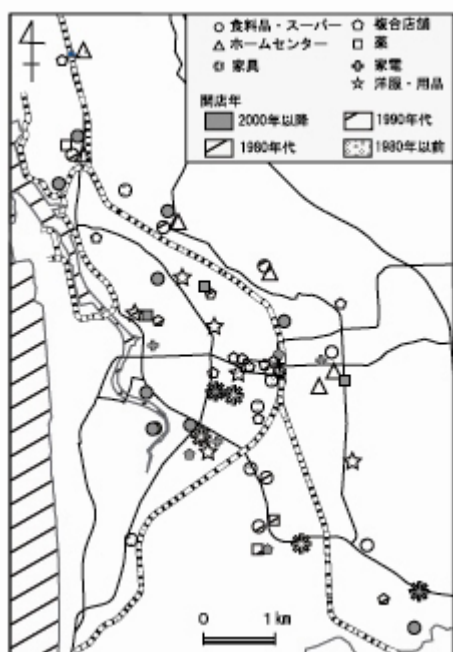 食料品・スーパー
複合店舗
ホームセンター
薬
家具
家電
洋服・用品
開店年
2000年以降
1990年代
1980年代
1980年以前
0 1km